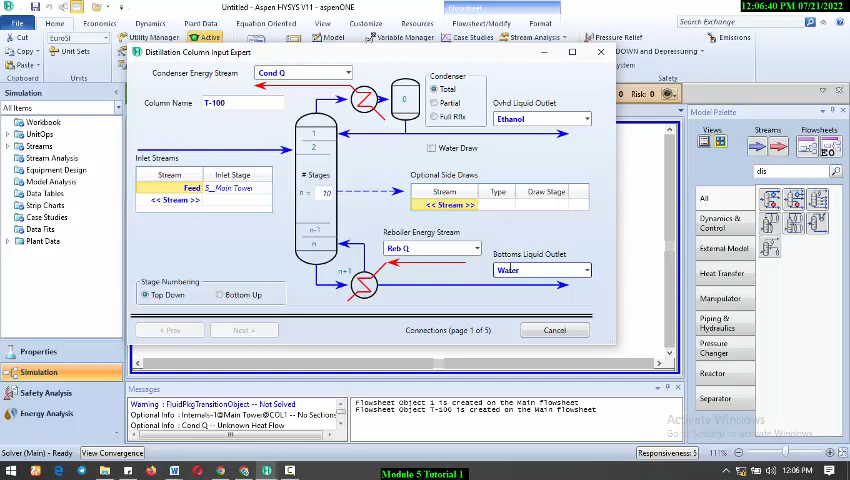 Untitled - Aspen HYSYS V11 - aspenONE
Flowsheet
12:06:40 PM 07/21/2022
File
Home
Economics
Dynamics
Plant Data
Equation Oriented
View
Customize
Resources
Flowsheet/Modify
Format
Search Exchange
Cut
Copy
Paste
EuroSI
Unit Sets
Utility Manager
Active
Model
Variable Manager
Case Studies
Stream Analysis
Emissions
and Depressuring
Safety
Distillation Column Input Expert
Risk: 0
Simulation
All Items
Workbook
UnitOps
Streams
Stream Analysis
Equipment Design
Model Analysis
Data Tables
Strip Charts
Case Studies
Data Fits
Plant Data
Properties
Simulation
Safety Analysis
Energy Analysis
Condenser Energy Stream
Cond Q
Column Name
T-100
Condenser
Total
Partial
Full Rflx
0
Ovhd Liquid Outlet
Ethanol
Water Draw
1
2
# Stages
n =
10
n-1
n
n+1
Inlet Streams
Stream
Inlet Stage
Feed
5__Main Tower
<< Stream >>
Optional Side Draws
Stream
Type
Draw Stage
<< Stream >>
Reboiler Energy Stream
Reb Q
Bottoms Liquid Outlet
Water
Stage Numbering
Top Down
Bottom Up
< Prev
Next >
Connections (page 1 of 5)
Cancel
Model Palette
Views
Streams
Flowsheets
EO
dis
All
Dynamics & Control
External Model
Heat Transfer
Manipulator
Piping & Hydraulics
Pressure Changer
Reactor
Separator
Messages
Warning : FluidPkgTransitionObject -- Not Solved
Optional Info : Internals-1@Main Tower@COL1 -- No Sections
Optional Info : Cond Q -- Unknown Heat Flow
Flowsheet Object 1 is created on the Main flowsheet
Flowsheet Object T-100 is created on the Main flowsheet
Activate Windows
Go to Settings to activate Windows.
Solver (Main) - Ready
View Convergence
Responsiveness: 5
111%
Module 5 Tutorial 1
12:06 PM